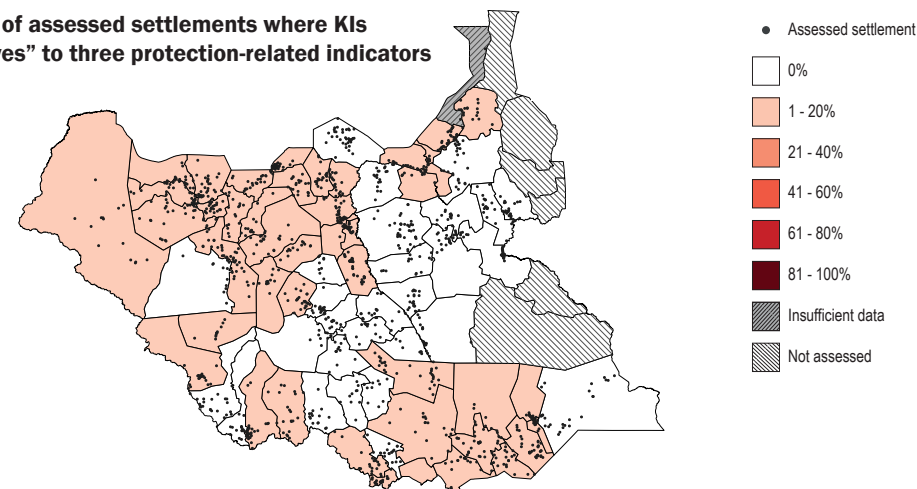 of assessed settlements where KIs
yes” to three protection-related indicators
Assessed settlement
0%
1 - 20%
21 - 40%
41 - 60%
61 - 80%
81 - 100%
Insufficient data
Not assessed